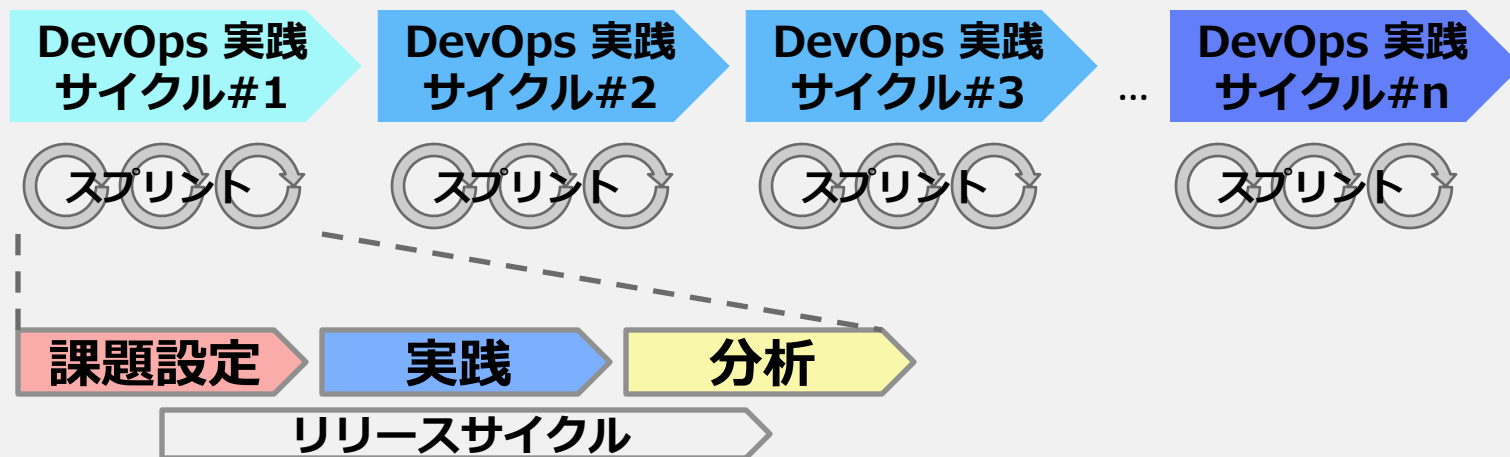 DevOps 実践
サイクル#1
DevOps 実践
サイクル#2
DevOps 実践
サイクル#3
...
DevOps 実践
サイクル#n
スプリント
スプリント
スプリント
スプリント
課題設定
実践
分析
リリースサイクル